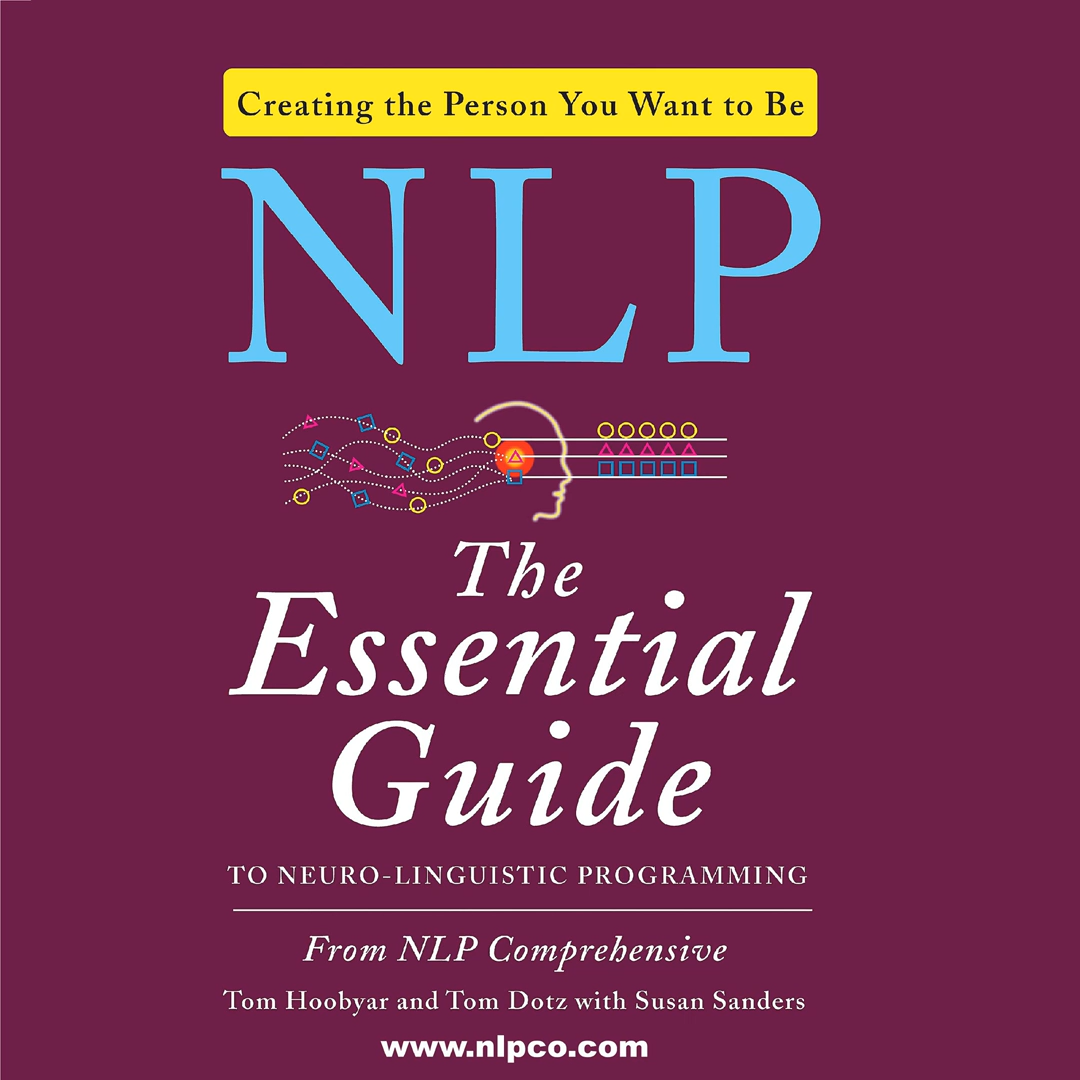 Creating the Person You Want to Be
NLP
The
Essential
Guide
TO NEURO-LINGUISTIC PROGRAMMING
From NLP Comprehensive
Tom Hoobyar and Tom Dotz with Susan Sanders
www.nlpco.com